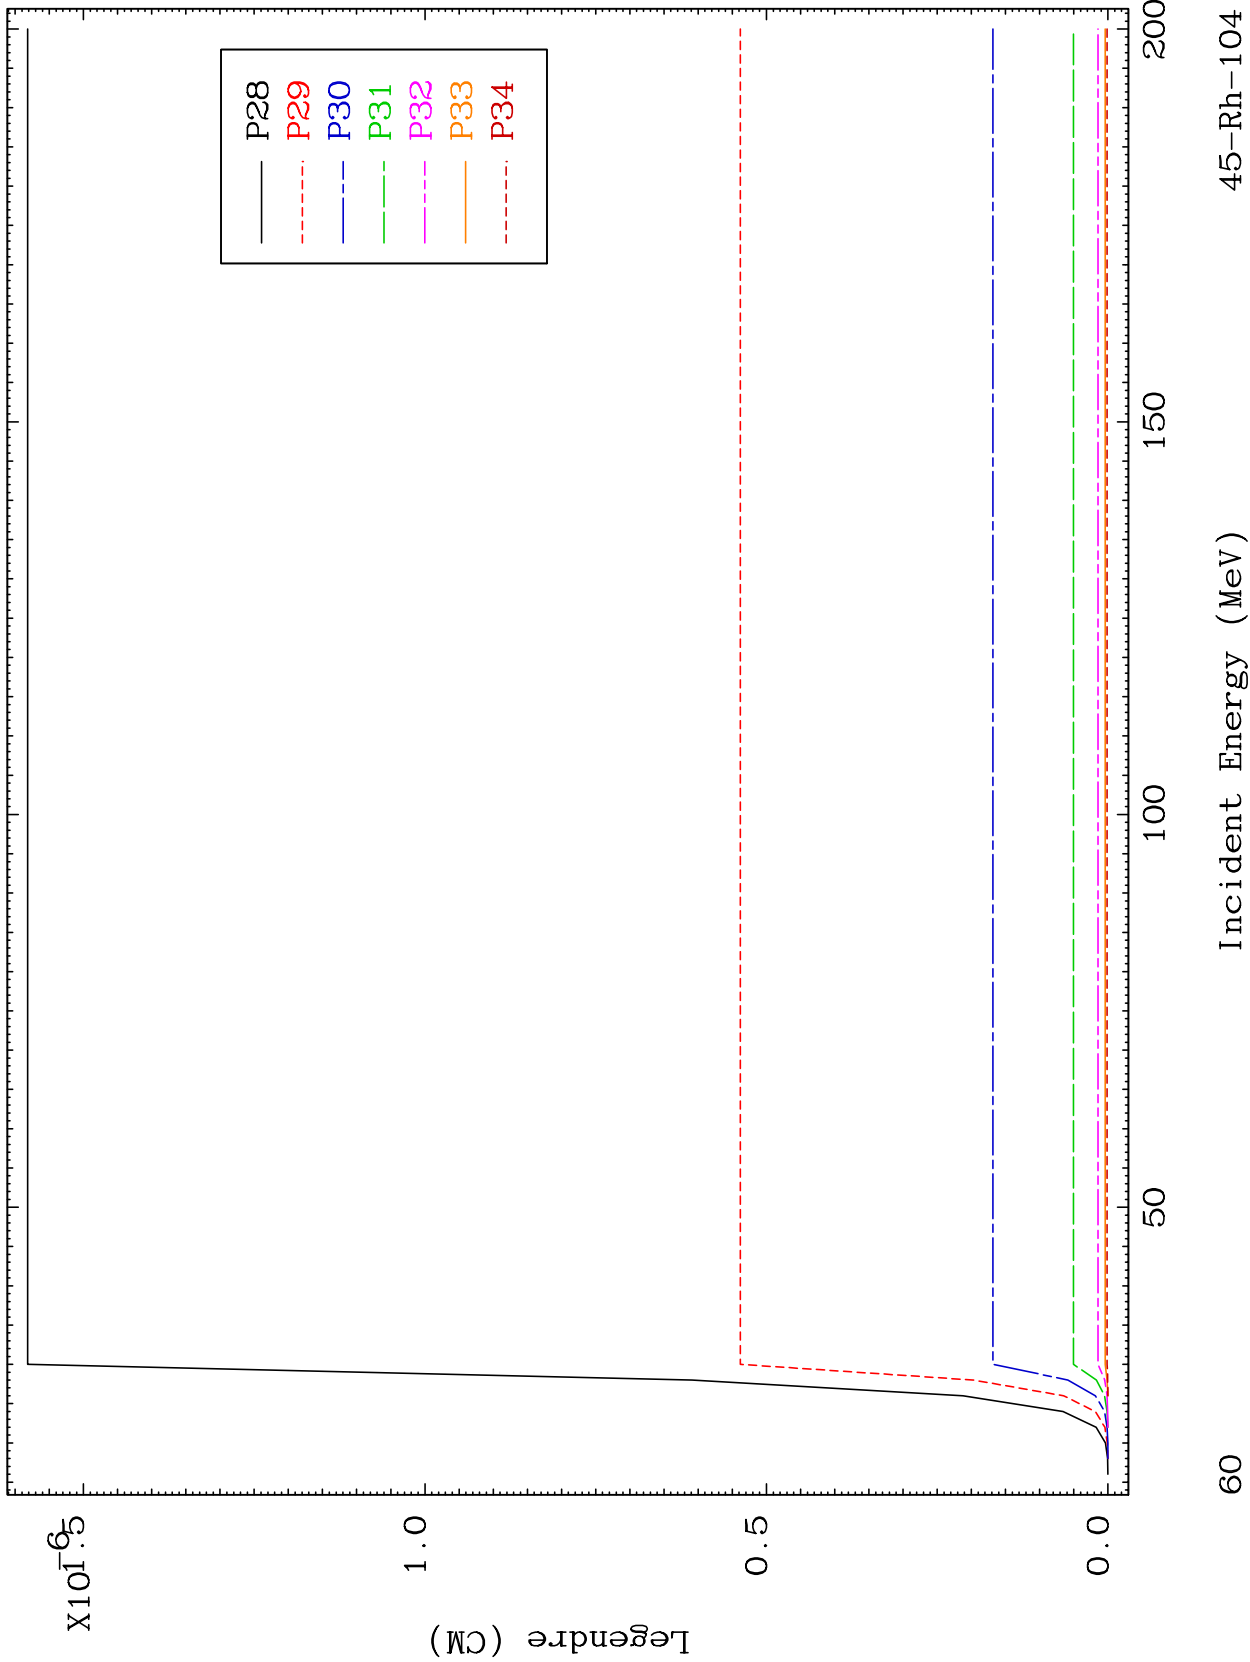 X10-6
1.5
1.0
0.5
0.0
Legendre (CM)
P28
P29
P30
P31
P32
P33
P34
50
100
150
200
Incident Energy (MeV)
60
45-Rh-104